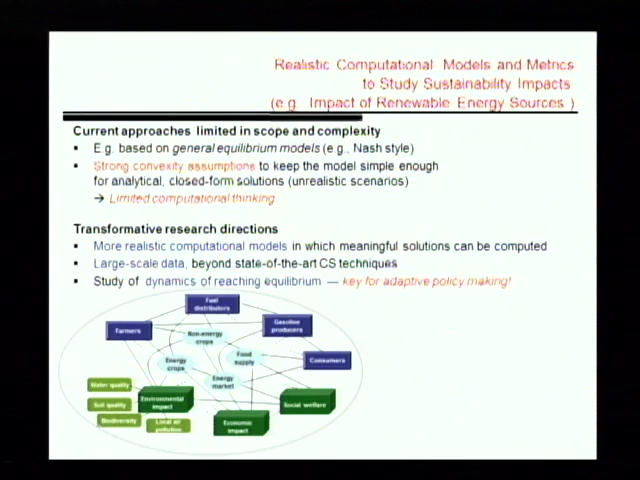 Realistic Computational Models and Metrics
to Study Sustainability Impacts
(e.g. Impact of Renewable Energy Sources )
Current approaches limited in scope and complexity
▪ E.g. based on general equilibrium models (e.g., Nash style)
▪ Strong convexity assumptions to keep the model simple enough
for analytical, closed-form solutions (unrealistic scenarios)
→ Limited computational thinking
Transformative research directions
▪ More realistic computational models in which meaningful solutions can be computed
▪ Large-scale data, beyond state-of-the-art CS techniques
▪ Study of dynamics of reaching equilibrium — key for adaptive policy making!
Fuel
distributors
Farmers
Gasoline
producers
Non-energy
crops
Energy
crops
Food
supply
Consumers
Energy
market
Water quality
Soil quality
Biodiversity
Local air
pollution
Environmental
impact
Economic
impact
Social welfare